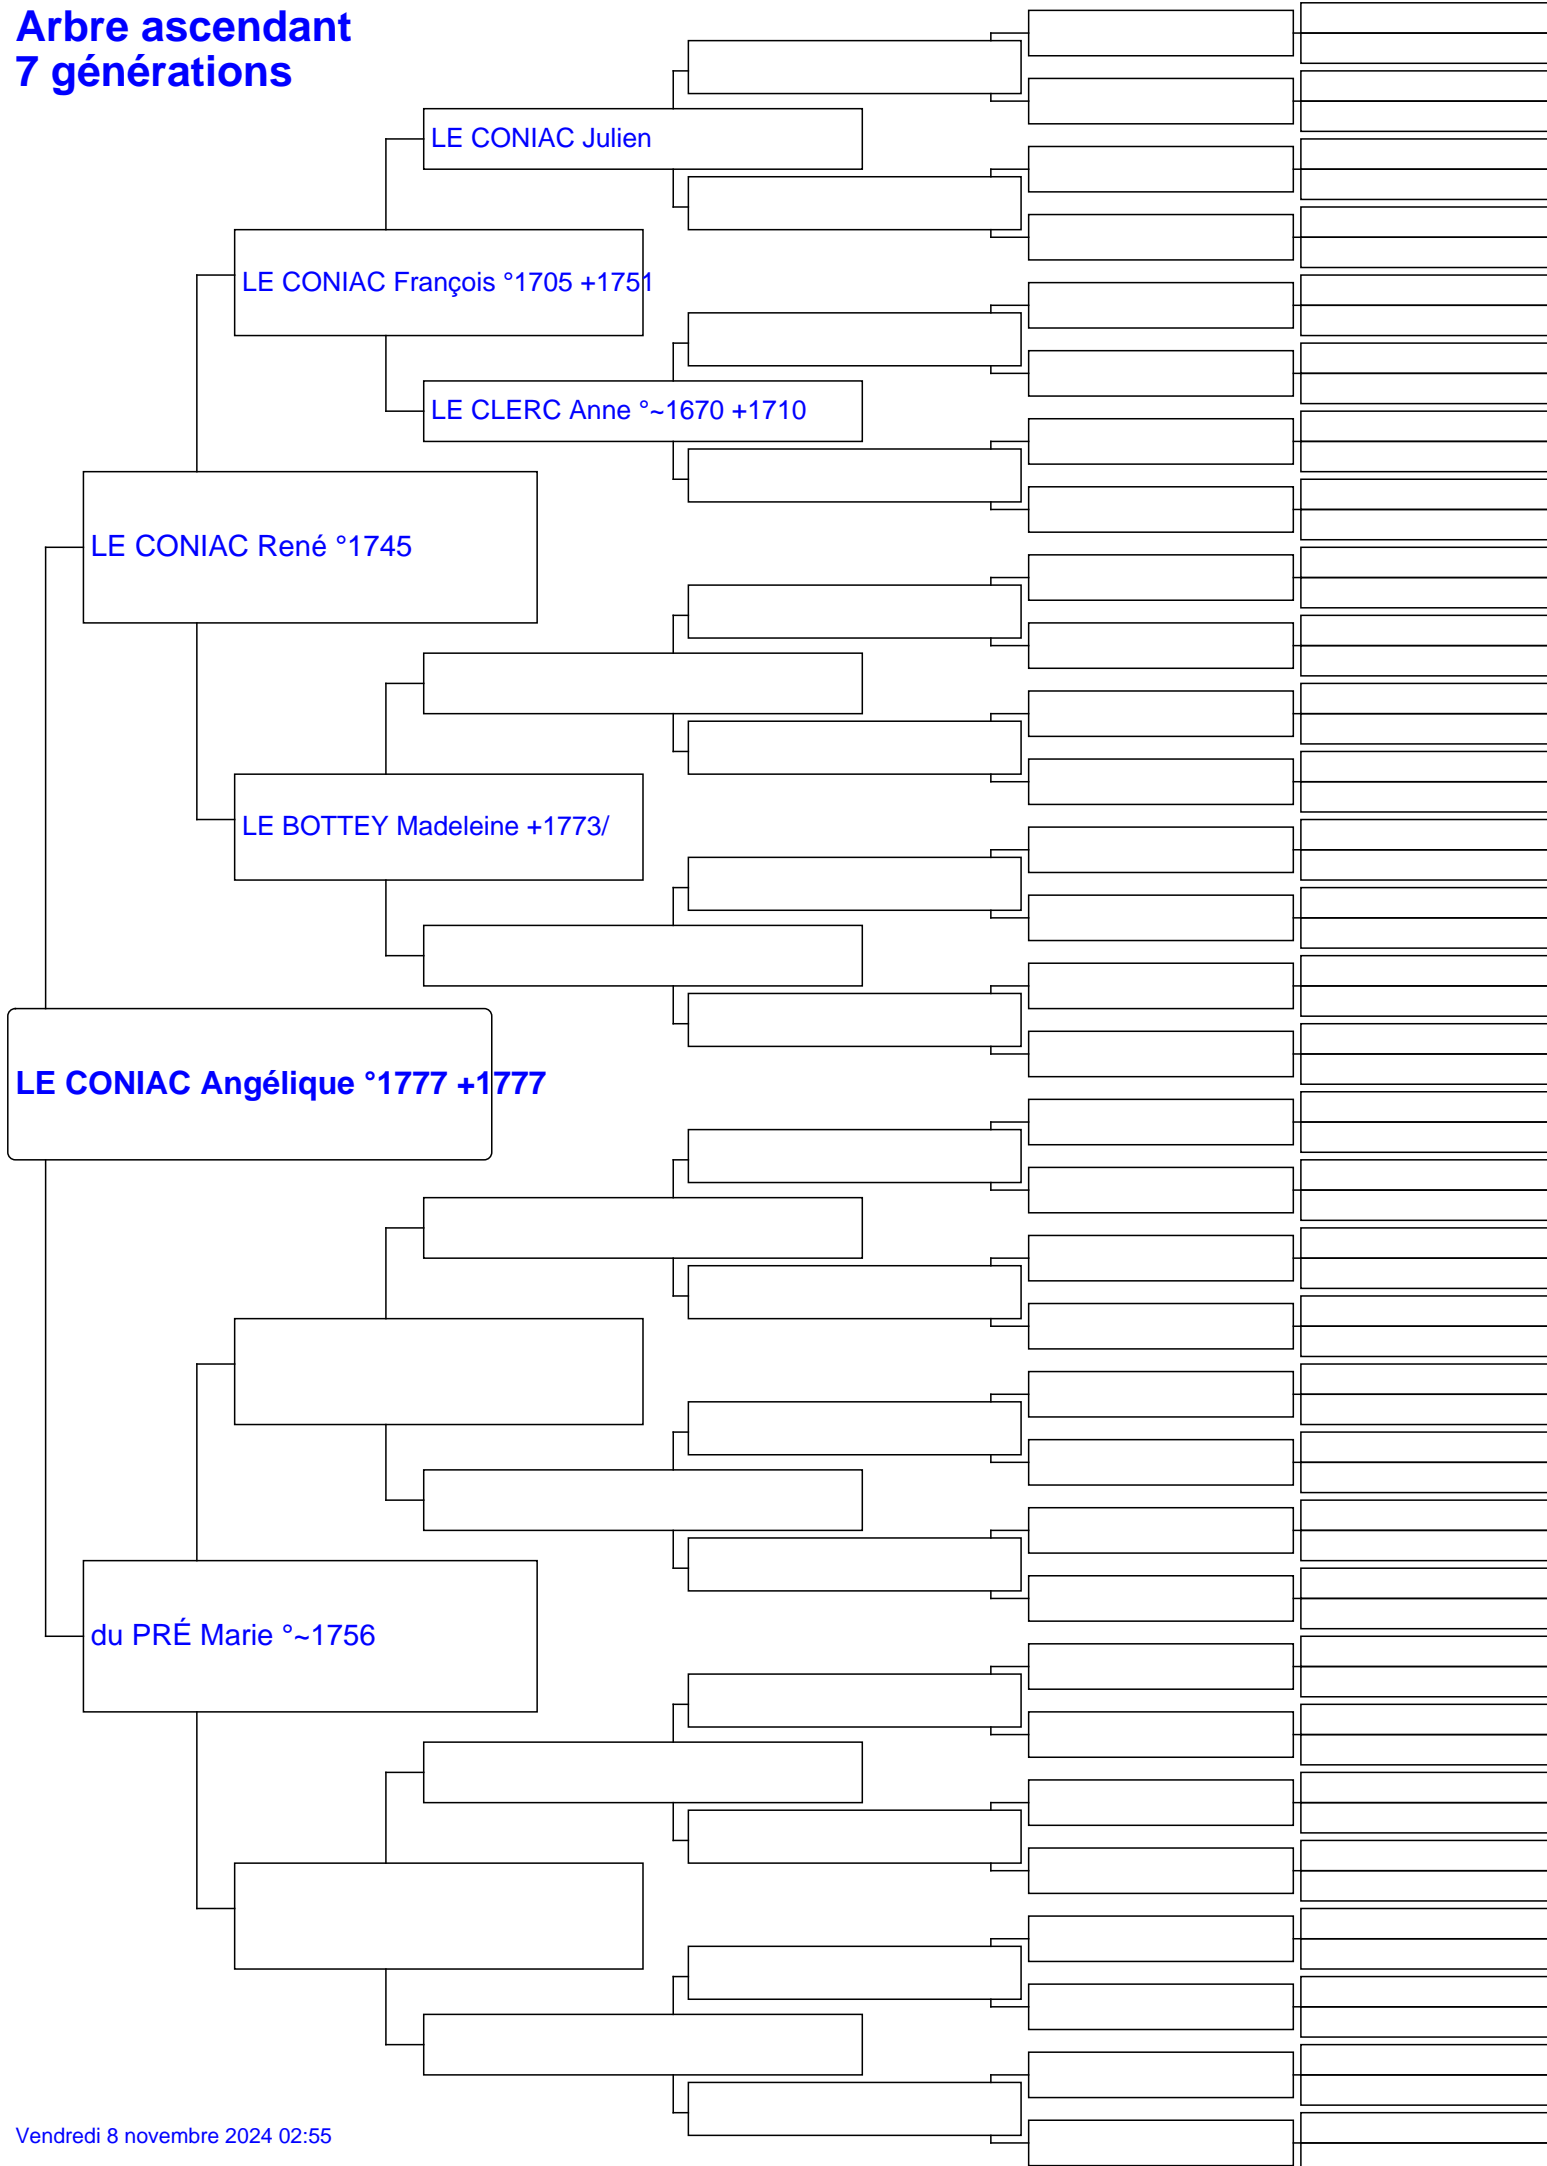 Arbre ascendant
7 générations
LE CONIAC Julien
LE CONIAC François °1705 +1751
LE CLERC Anne °~1670 +1710
LE CONIAC René °1745
LE BOTTEY Madeleine +1773/
LE CONIAC Angélique °1777 +1777
du PRÉ Marie °~1756
Vendredi 8 novembre 2024 02:55